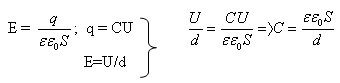 E = q / εε₀S ; q = CU } U/d = CU / εε₀S =〉C = εε₀S / d
E=U/d